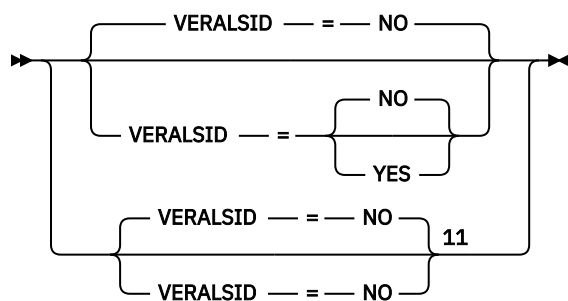 VERALSID = NO
NO
VERALSID =
YES
VERALSID = NO
11
VERALSID = NO